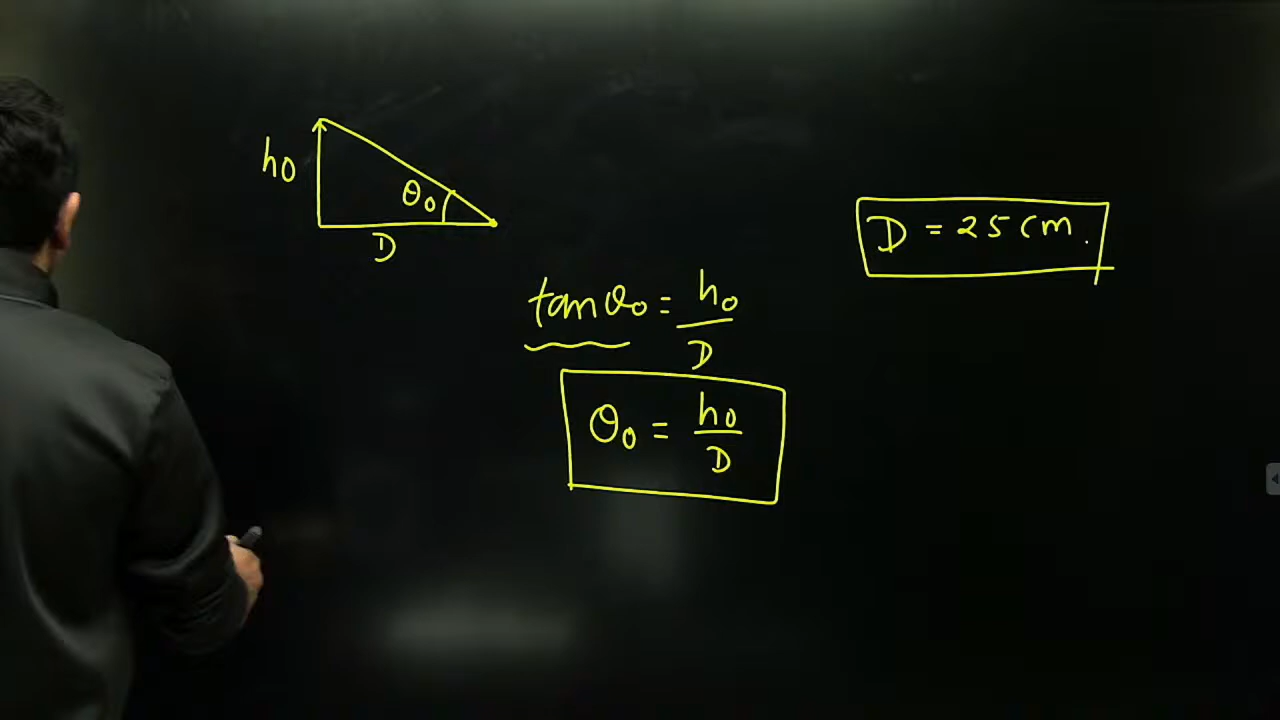 h₀
θ₀
D
D = 25 cm.
tan θ₀ = h₀/D
θ₀ = h₀/D